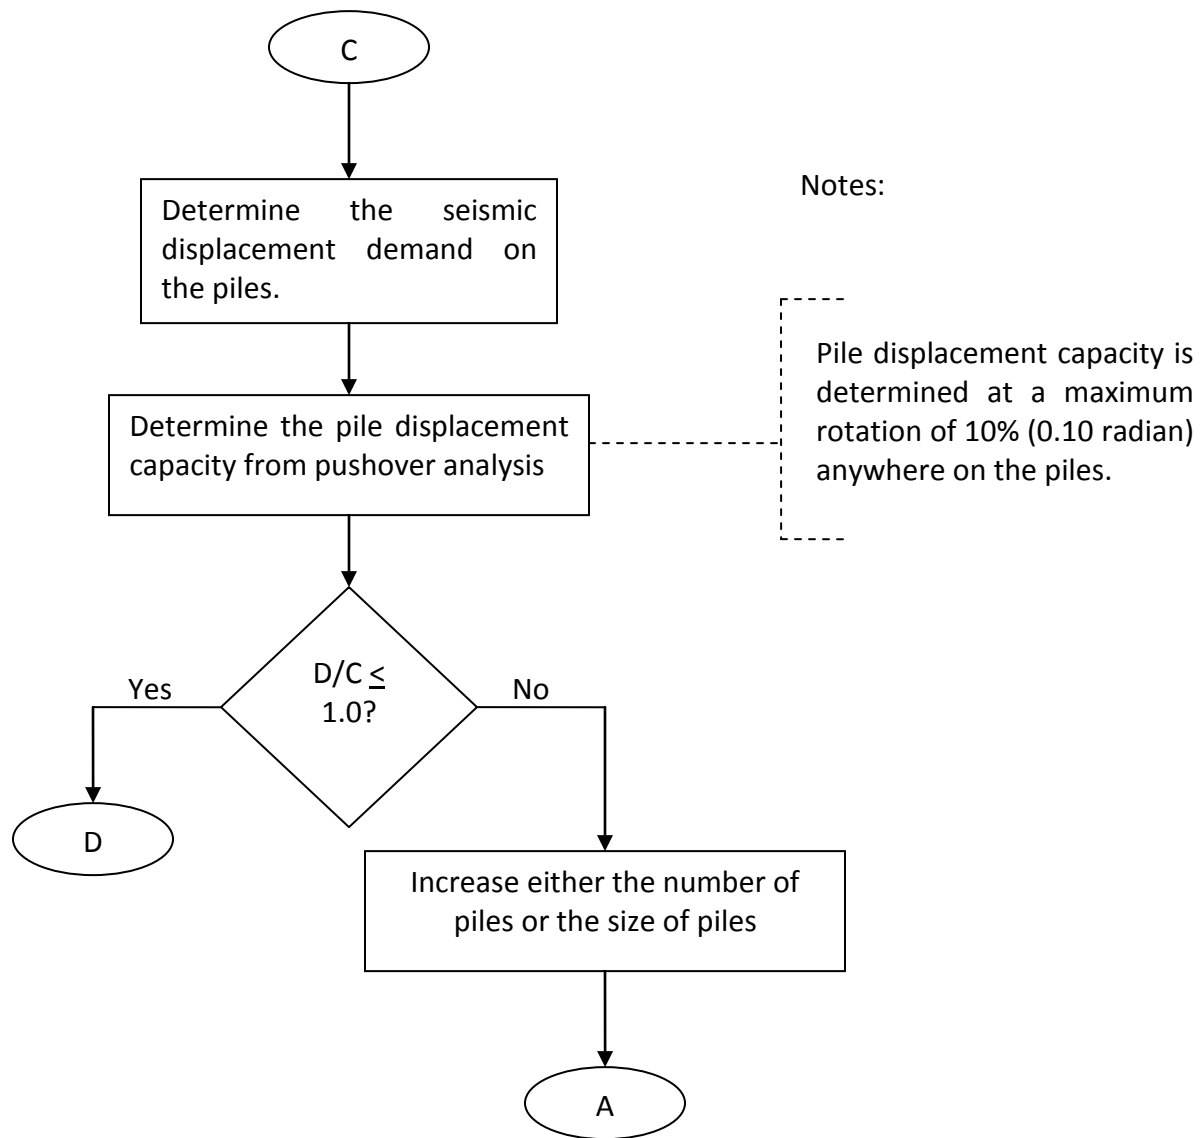 C
Notes:
Determine the seismic
displacement demand on
the piles.
Pile displacement capacity is
determined at a maximum
rotation of 10% (0.10 radian)
anywhere on the piles.
Determine the pile displacement
capacity from pushover analysis
D/C ≤
1.0?
Yes
No
D
Increase either the number of
piles or the size of piles
A